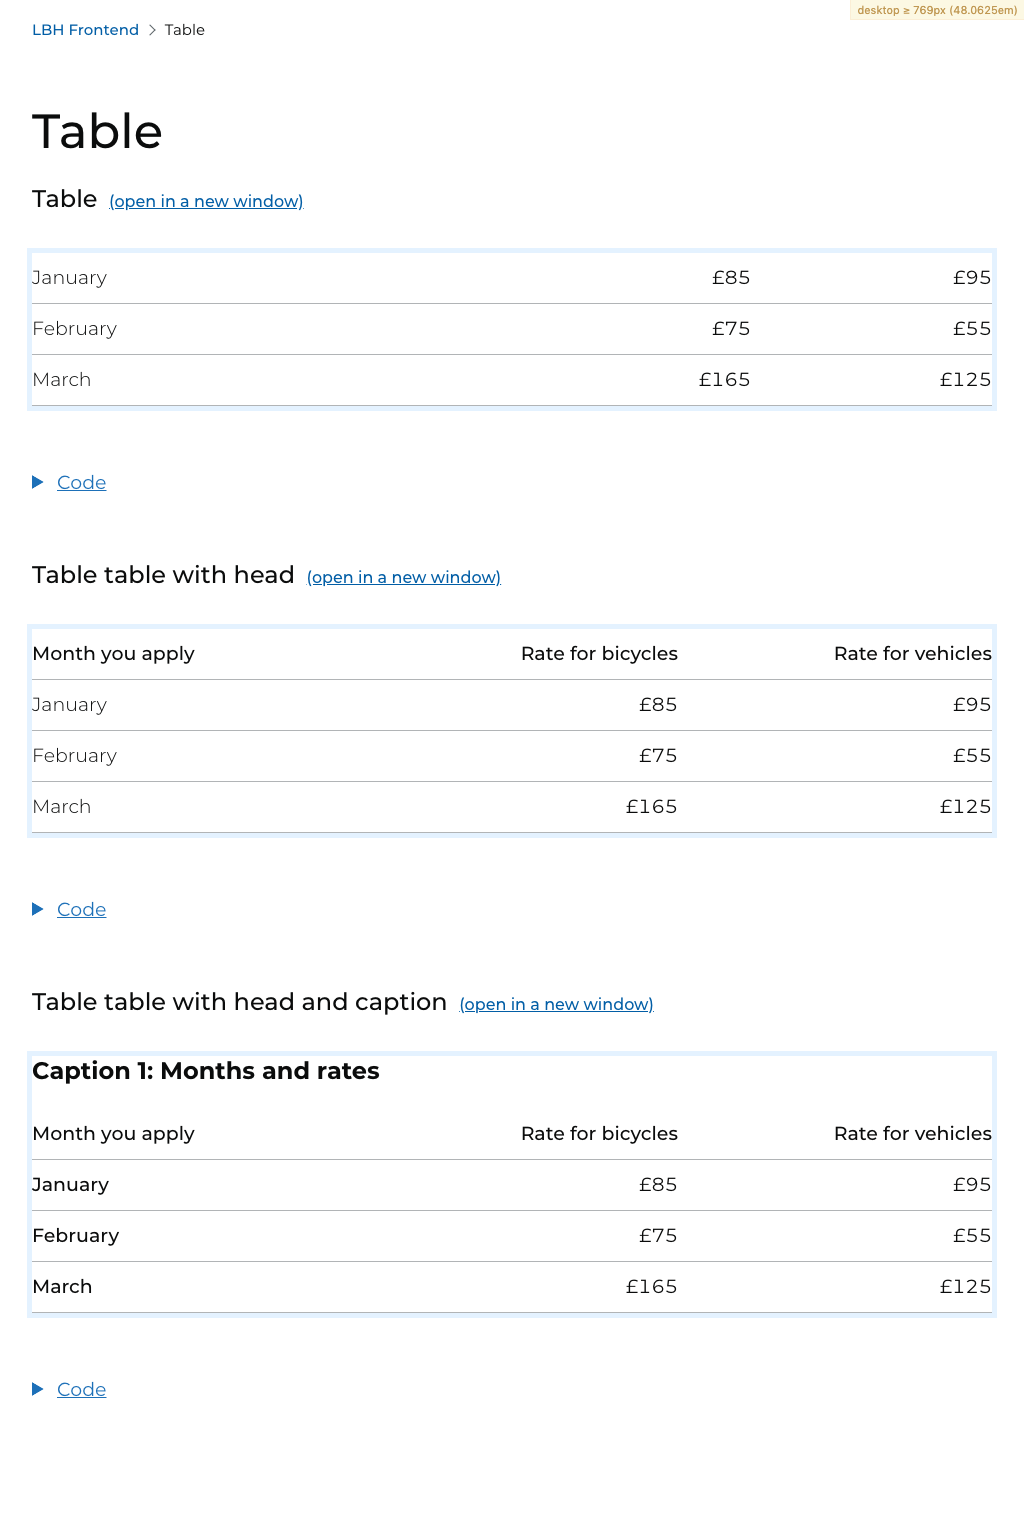 desktop ≥ 769px (48.0625em)
LBH Frontend > Table
Table
Table (open in a new window)
January £85 £95
February £75 £55
March £165 £125
Code
Table table with head (open in a new window)
Month you apply Rate for bicycles Rate for vehicles
January £85 £95
February £75 £55
March £165 £125
Code
Table table with head and caption (open in a new window)
Caption 1: Months and rates
Month you apply Rate for bicycles Rate for vehicles
January £85 £95
February £75 £55
March £165 £125
Code